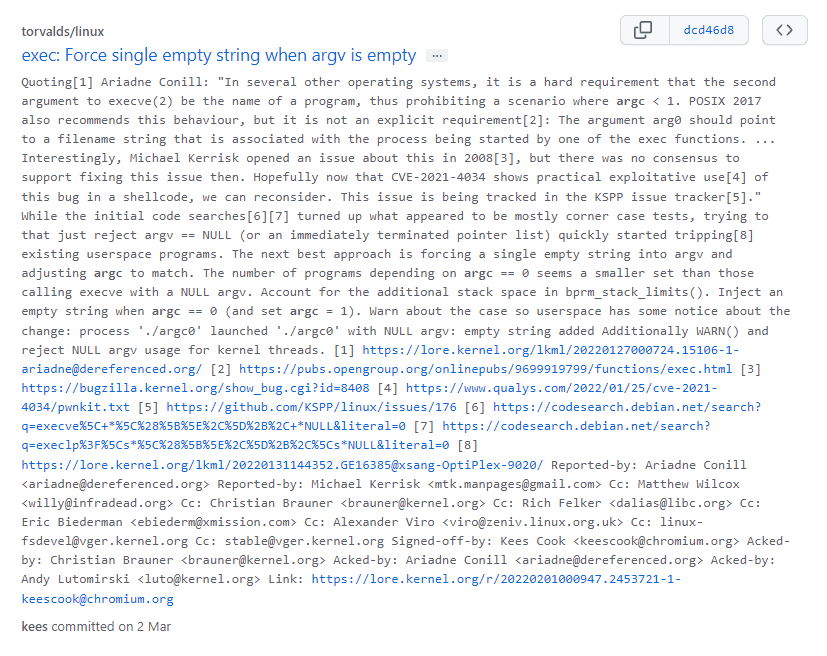 torvalds/linux
dcd46d8
<>
exec: Force single empty string when argv is empty ...
Quoting[1] Ariadne Conill: "In several other operating systems, it is a hard requirement that the second
argument to execve(2) be the name of a program, thus prohibiting a scenario where argc < 1. POSIX 2017
also recommends this behaviour, but it is not an explicit requirement[2]: The argument arg0 should point
to a filename string that is associated with the process being started by one of the exec functions. ...
Interestingly, Michael Kerrisk opened an issue about this in 2008[3], but there was no consensus to
support fixing this issue then. Hopefully now that CVE-2021-4034 shows practical exploitative use[4] of
this bug in a shellcode, we can reconsider. This issue is being tracked in the KSPP issue tracker[5]."
While the initial code searches[6][7] turned up what appeared to be mostly corner case tests, trying to
that just reject argv == NULL (or an immediately terminated pointer list) quickly started tripping[8]
existing userspace programs. The next best approach is forcing a single empty string into argv and
adjusting argc to match. The number of programs depending on argc == 0 seems a smaller set than those
calling execve with a NULL argv. Account for the additional stack space in bprm_stack_limits(). Inject an
empty string when argc == 0 (and set argc = 1). Warn about the case so userspace has some notice about the
change: process './argc0' launched './argc0' with NULL argv: empty string added Additionally WARN() and
reject NULL argv usage for kernel threads. [1] https://lore.kernel.org/lkml/20220127000724.15106-1-
ariadne@dereferenced.org/ [2] https://pubs.opengroup.org/onlinepubs/9699919799/functions/exec.html [3]
https://bugzilla.kernel.org/show_bug.cgi?id=8408 [4] https://www.qualys.com/2022/01/25/cve-2021-
4034/pwnkit.txt [5] https://github.com/KSPP/linux/issues/176 [6] https://codesearch.debian.net/search?
q=execve%5C+*%5C%28%5B%5E%2C%5D%2B%2C+*NULL&literal=0 [7] https://codesearch.debian.net/search?
q=execlp%3F%5Cs*%5C%28%5B%5E%2C%5D%2B%2C%5Cs*NULL&literal=0 [8]
https://lore.kernel.org/lkml/20220131144352.GE16385@xsang-OptiPlex-9020/ Reported-by: Ariadne Conill
<ariadne@dereferenced.org> Reported-by: Michael Kerrisk <mtk.manpages@gmail.com> Cc: Matthew Wilcox
<willy@infradead.org> Cc: Christian Brauner <brauner@kernel.org> Cc: Rich Felker <dalias@libc.org> Cc:
Eric Biederman <ebiederm@xmission.com> Cc: Alexander Viro <viro@zeniv.linux.org.uk> Cc: linux-
fsdevel@vger.kernel.org Cc: stable@vger.kernel.org Signed-off-by: Kees Cook <keescook@chromium.org> Acked-
by: Christian Brauner <brauner@kernel.org> Acked-by: Ariadne Conill <ariadne@dereferenced.org> Acked-by:
Andy Lutomirski <luto@kernel.org> Link: https://lore.kernel.org/r/20220201000947.2453721-1-
keescook@chromium.org
kees committed on 2 Mar